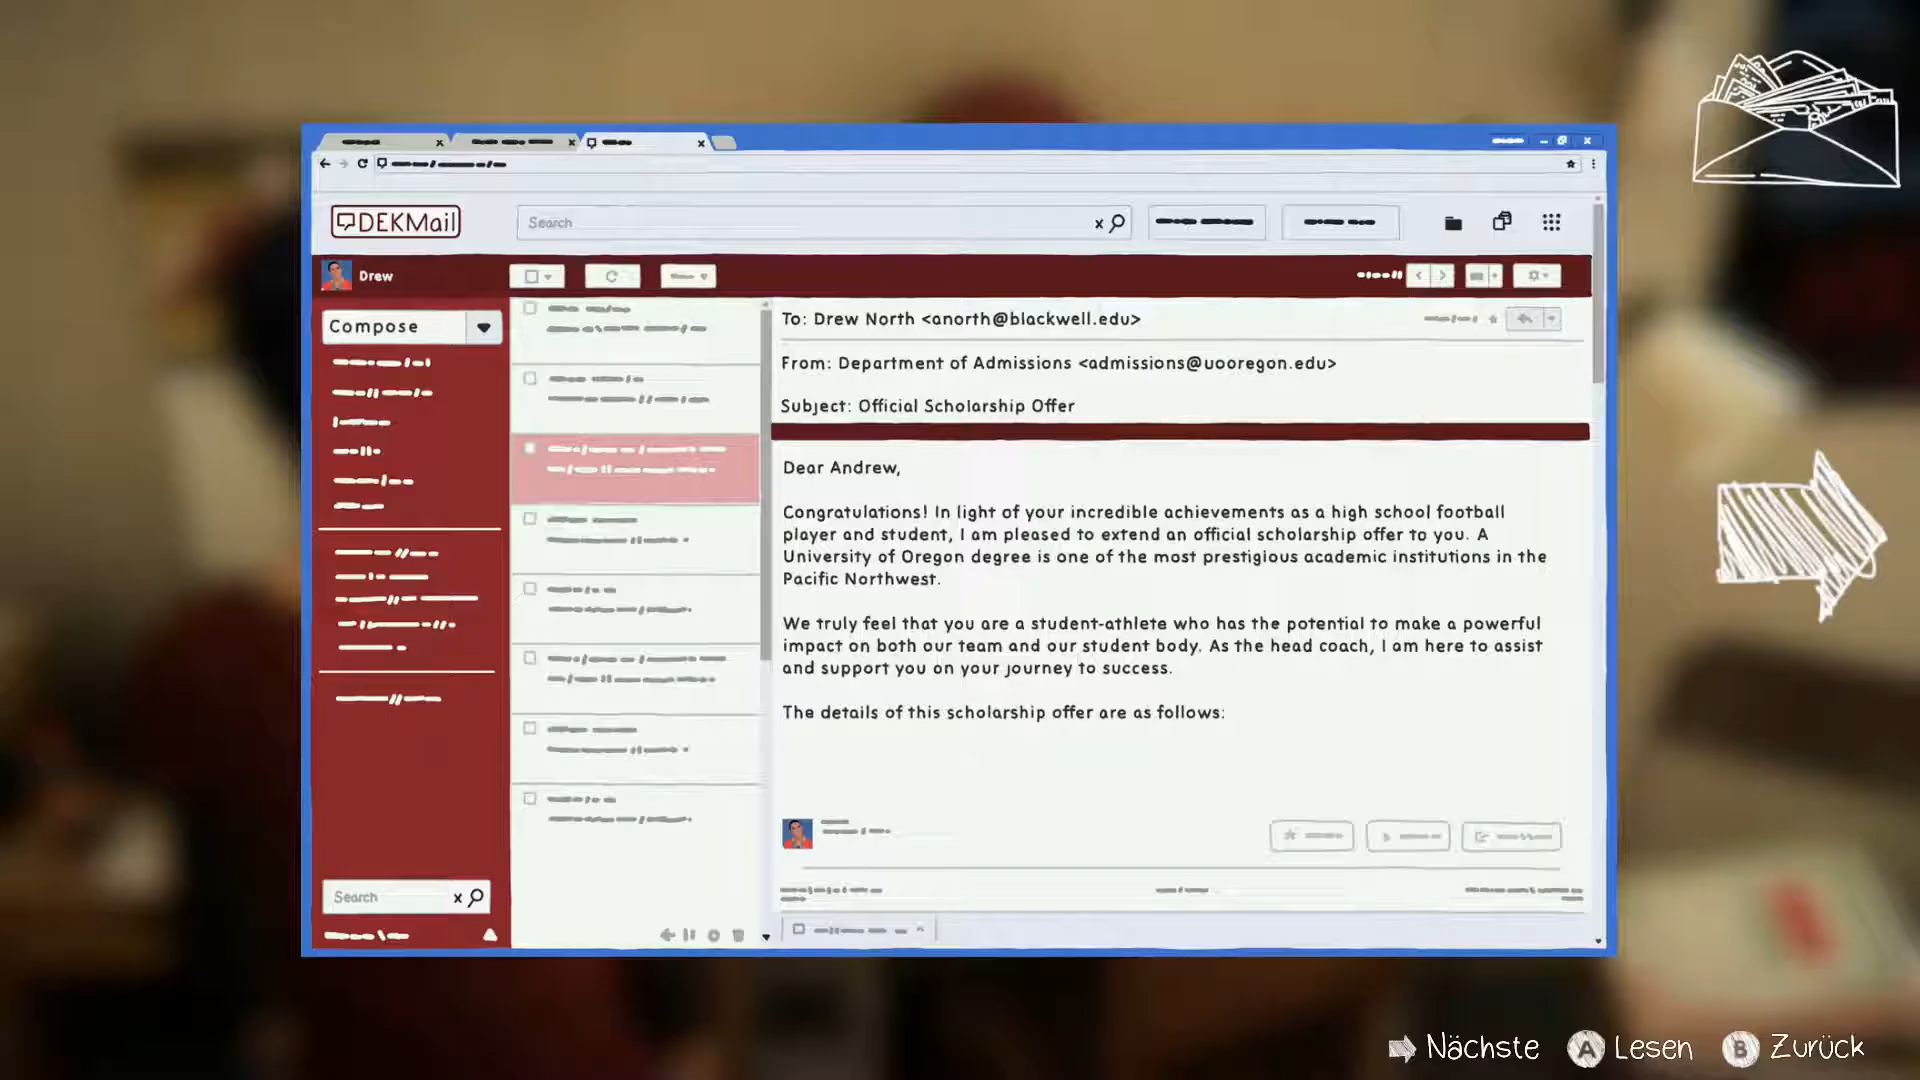 DEKMail
Search
x
Drew
Compose
To: Drew North <anorth@blackwell.edu>
From: Department of Admissions <admissions@uooregon.edu>
Subject: Official Scholarship Offer
Dear Andrew,
Congratulations! In light of your incredible achievements as a high school football
player and student, I am pleased to extend an official scholarship offer to you. A
University of Oregon degree is one of the most prestigious academic institutions in the
Pacific Northwest.
We truly feel that you are a student-athlete who has the potential to make a powerful
impact on both our team and our student body. As the head coach, I am here to assist
and support you on your journey to success.
The details of this scholarship offer are as follows:
Search
x
Nächste
A Lesen
B Zurück